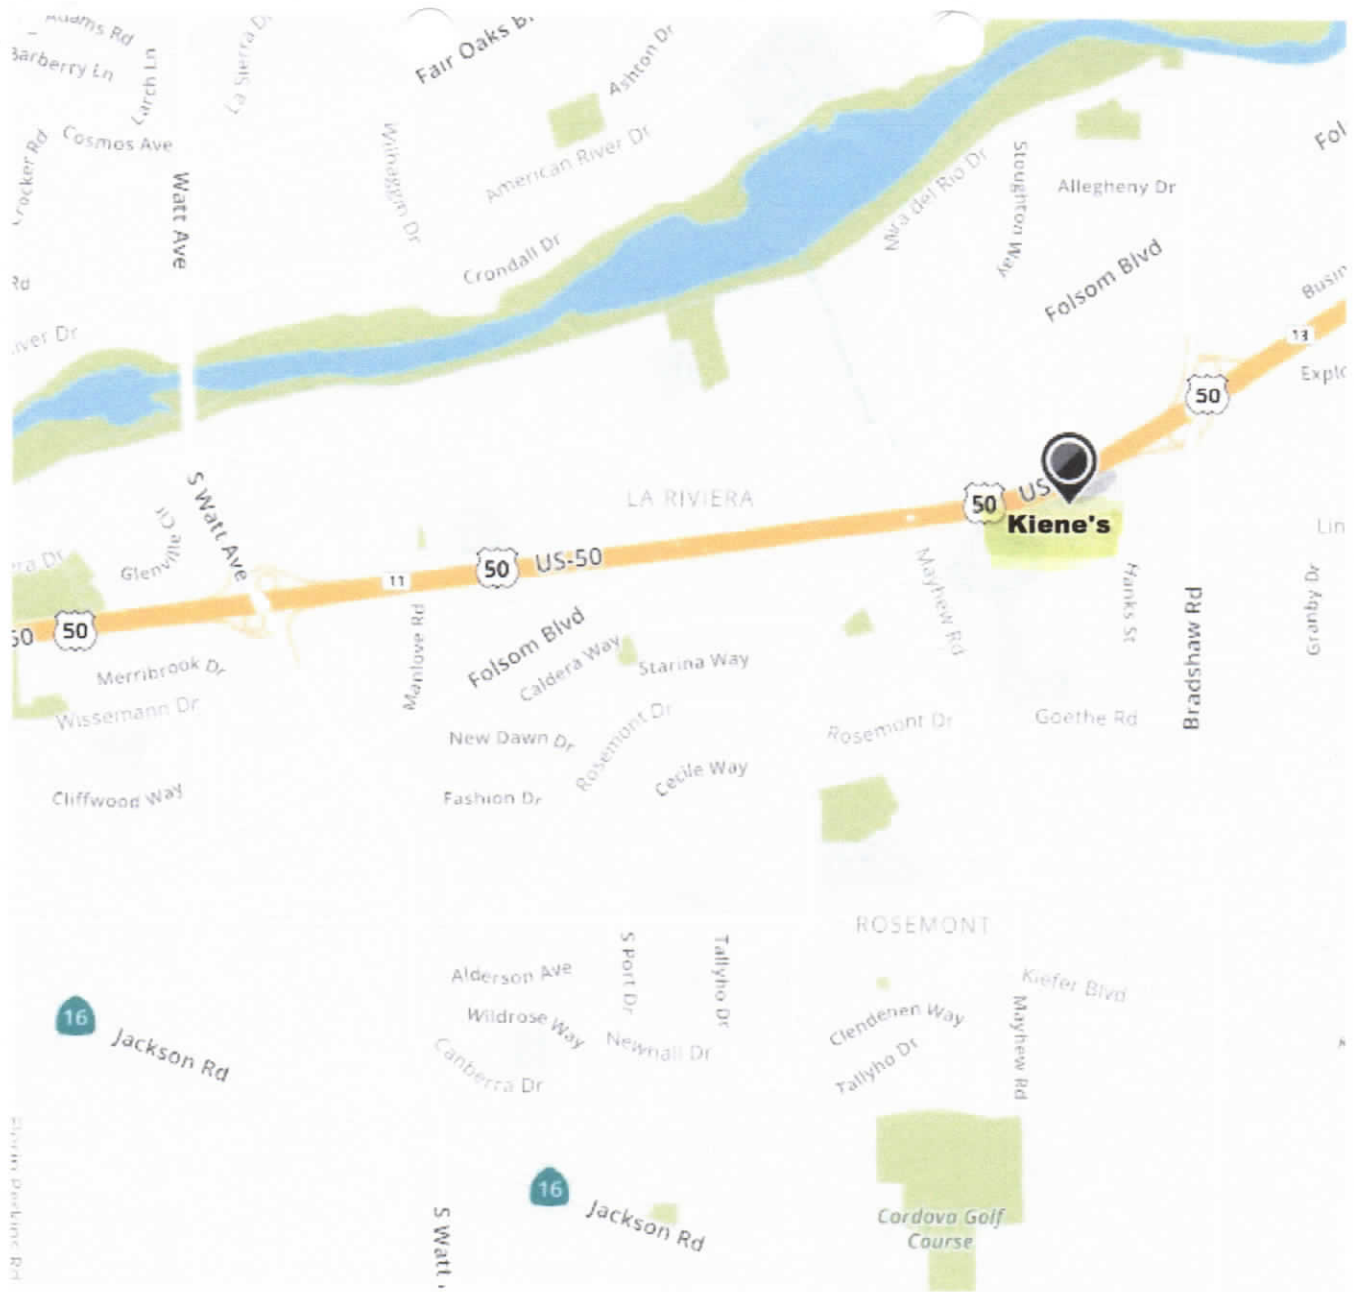 Adams Rd
Fair Oaks B
La Sierra D
Ashton Dr
Barberry Ln
Larch Ln
Cosmos Ave
Crocker Rd
Wilhaggin Dr
American River Dr
Watt Ave
Mira del Rio Dr
Stoughton Way
Allegheny Dr
Fol
Crondall Dr
Folsom Blvd
Rd
Busin
iver Dr
13
Explo
50
S Watt Ave
LA RIVIERA
50
US
Kiene's
Lin
ra Dr
Glenville Cir
11
50
US-50
50
50
Mayhew Rd
Hanks St
Bradshaw Rd
Granby Dr
Merribrook Dr
Manlove Rd
Folsom Blvd
Caldera Way
Starina Way
Wissemann Dr
New Dawn Dr
Rosemont Dr
Rosemont Dr
Goethe Rd
Cliffwood Way
Fashion Dr
Cecile Way
ROSEMONT
Alderson Ave
S Port Dr
Tallyho Dr
Kiefer Blvd
16
Jackson Rd
Wildrose Way
Newhall Dr
Clendenen Way
Mayhew Rd
Canberra Dr
Tallyho Dr
16
Jackson Rd
S Watt
Cordova Golf
Course